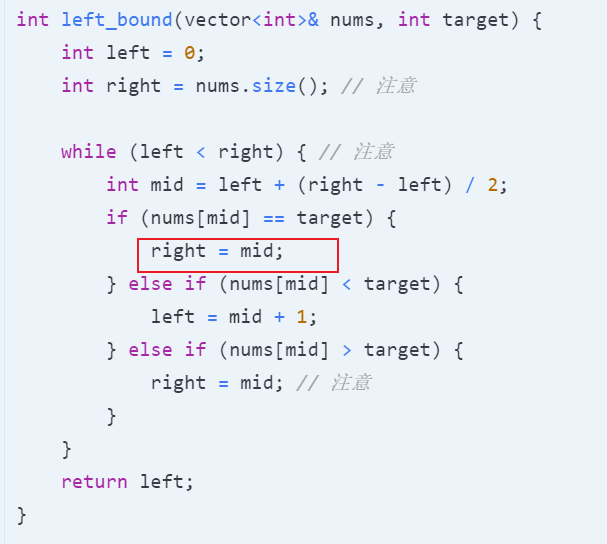 int left_bound(vector<int>& nums, int target) {
    int left = 0;
    int right = nums.size(); // 注意

    while (left < right) { // 注意
        int mid = left + (right - left) / 2;
        if (nums[mid] == target) {
            right = mid;
        } else if (nums[mid] < target) {
            left = mid + 1;
        } else if (nums[mid] > target) {
            right = mid; // 注意
        }
    }
    return left;
}